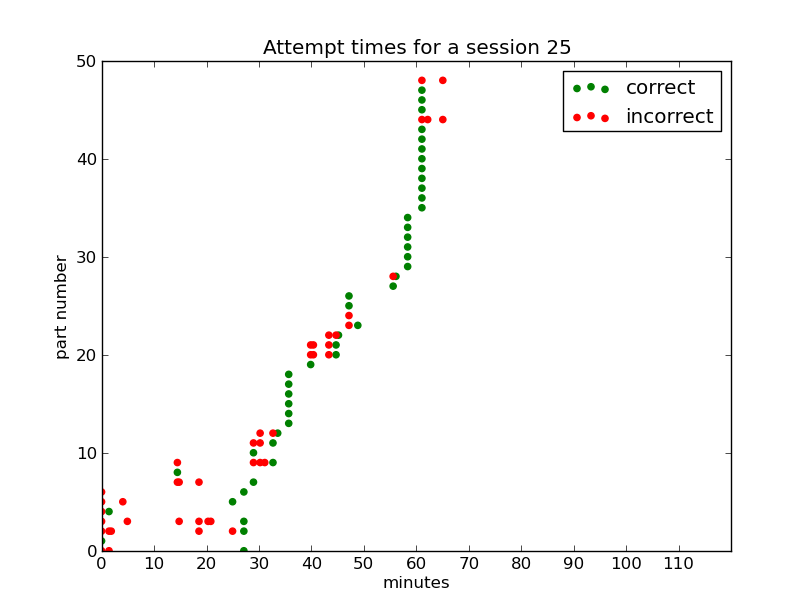 Attempt times for a session 25
correct
incorrect
50
40
30
20
10
0
part number
0 10 20 30 40 50 60 70 80 90 100 110
minutes